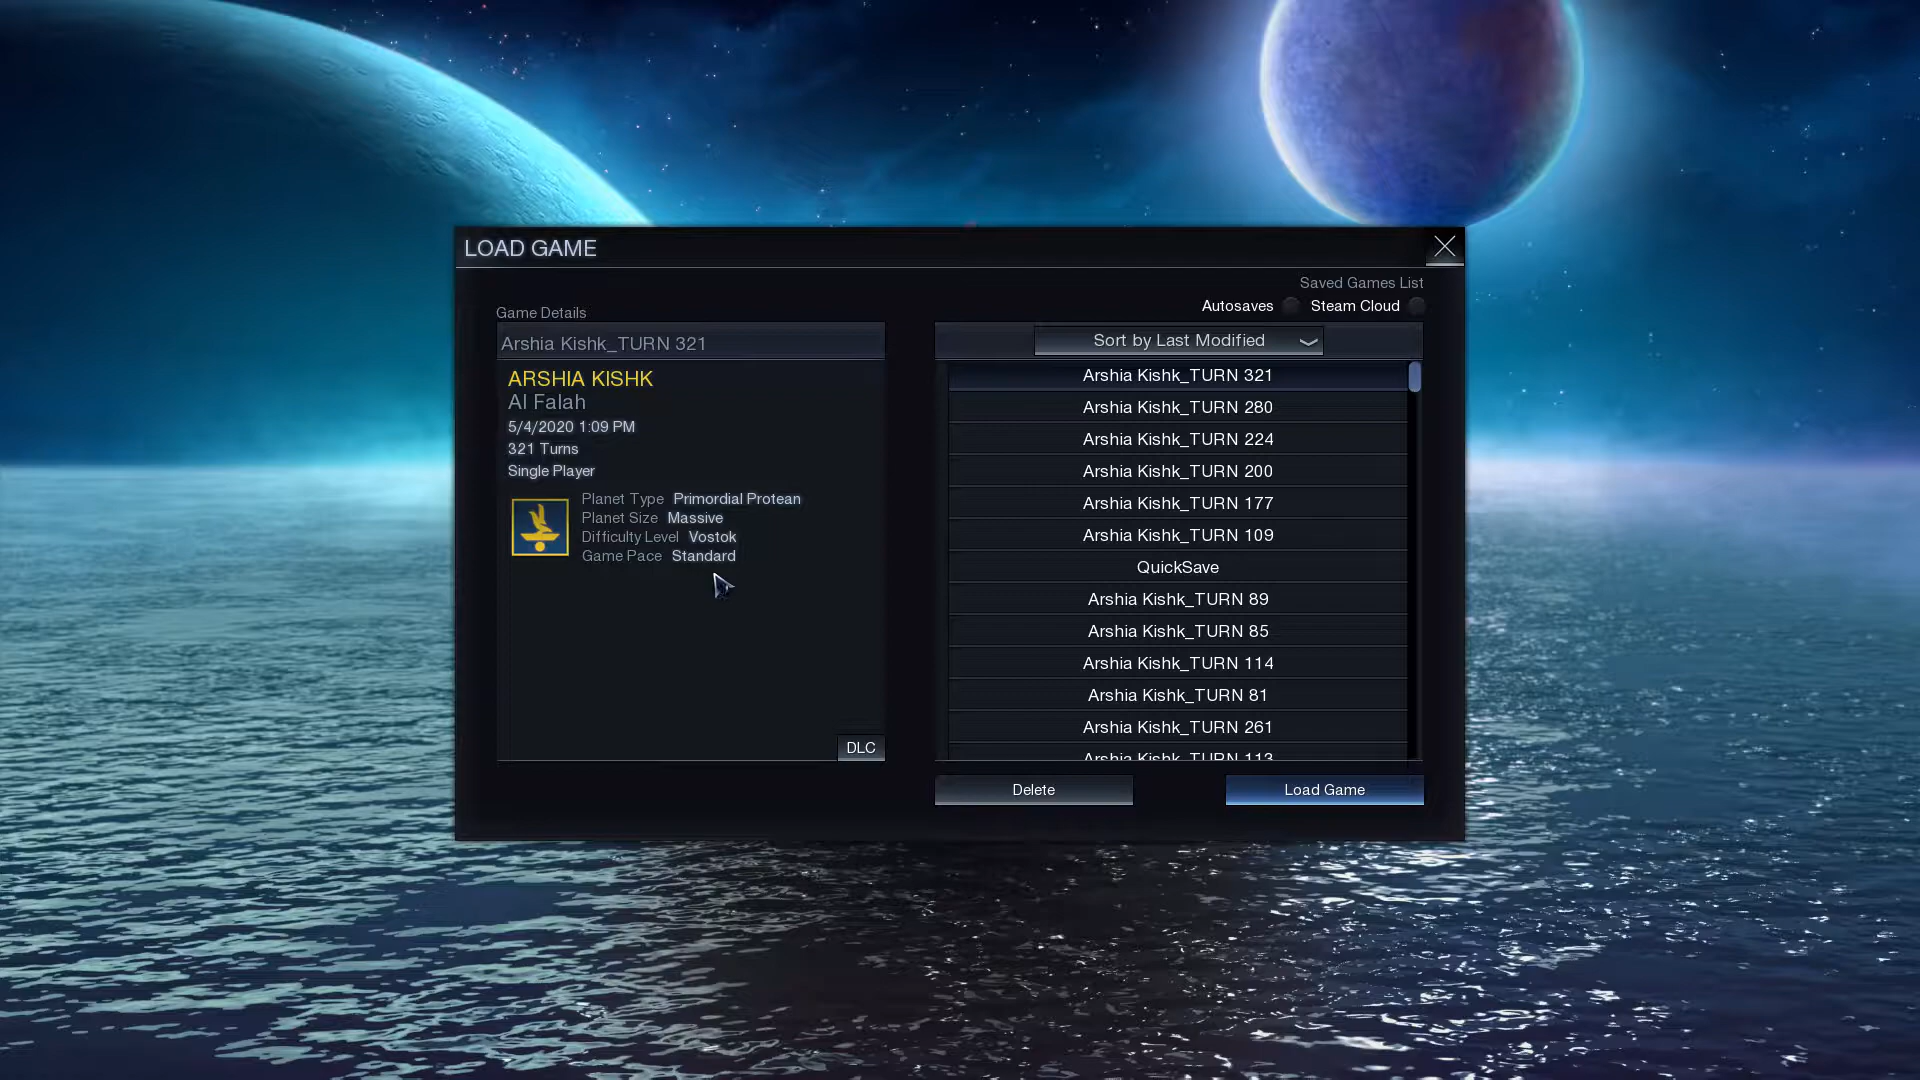 LOAD GAME
Saved Games List
Autosaves
Steam Cloud
Game Details
Arshia Kishk_TURN 321
ARSHIA KISHK
Al Falah
5/4/2020 1:09 PM
321 Turns
Single Player
Planet Type Primordial Protean
Planet Size Massive
Difficulty Level Vostok
Game Pace Standard
DLC
Sort by Last Modified
Arshia Kishk_TURN 321
Arshia Kishk_TURN 280
Arshia Kishk_TURN 224
Arshia Kishk_TURN 200
Arshia Kishk_TURN 177
Arshia Kishk_TURN 109
QuickSave
Arshia Kishk_TURN 89
Arshia Kishk_TURN 85
Arshia Kishk_TURN 114
Arshia Kishk_TURN 81
Arshia Kishk_TURN 261
Arshia Kishk_TURN 113
Delete
Load Game